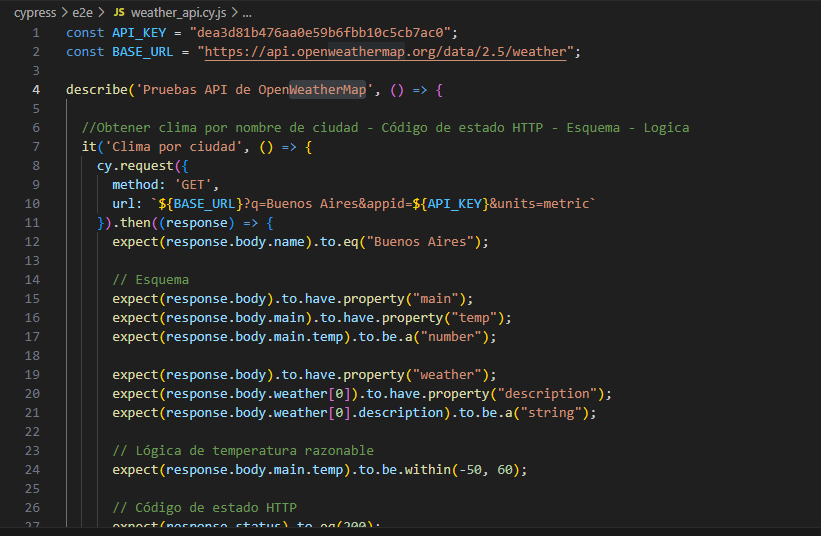 cypress > e2e > JS weather_api.cy.js > ...
1 const API_KEY = "dea3d81b476aa0e59b6fbb10c5cb7ac0";
2 const BASE_URL = "https://api.openweathermap.org/data/2.5/weather";
3
4 describe('Pruebas API de OpenWeatherMap', () => {
5
6 //Obtener clima por nombre de ciudad - Código de estado HTTP - Esquema - Logica
7 it('Clima por ciudad', () => {
8 cy.request({
9 method: 'GET',
10 url: `${BASE_URL}?q=Buenos Aires&appid=${API_KEY}&units=metric`
11 }).then((response) => {
12 expect(response.body.name).to.eq("Buenos Aires");
13
14 // Esquema
15 expect(response.body).to.have.property("main");
16 expect(response.body.main).to.have.property("temp");
17 expect(response.body.main.temp).to.be.a("number");
18
19 expect(response.body).to.have.property("weather");
20 expect(response.body.weather[0]).to.have.property("description");
21 expect(response.body.weather[0].description).to.be.a("string");
22
23 // Lógica de temperatura razonable
24 expect(response.body.main.temp).to.be.within(-50, 60);
25
26 // Código de estado HTTP
27 expect(response.status).to.eq(200);